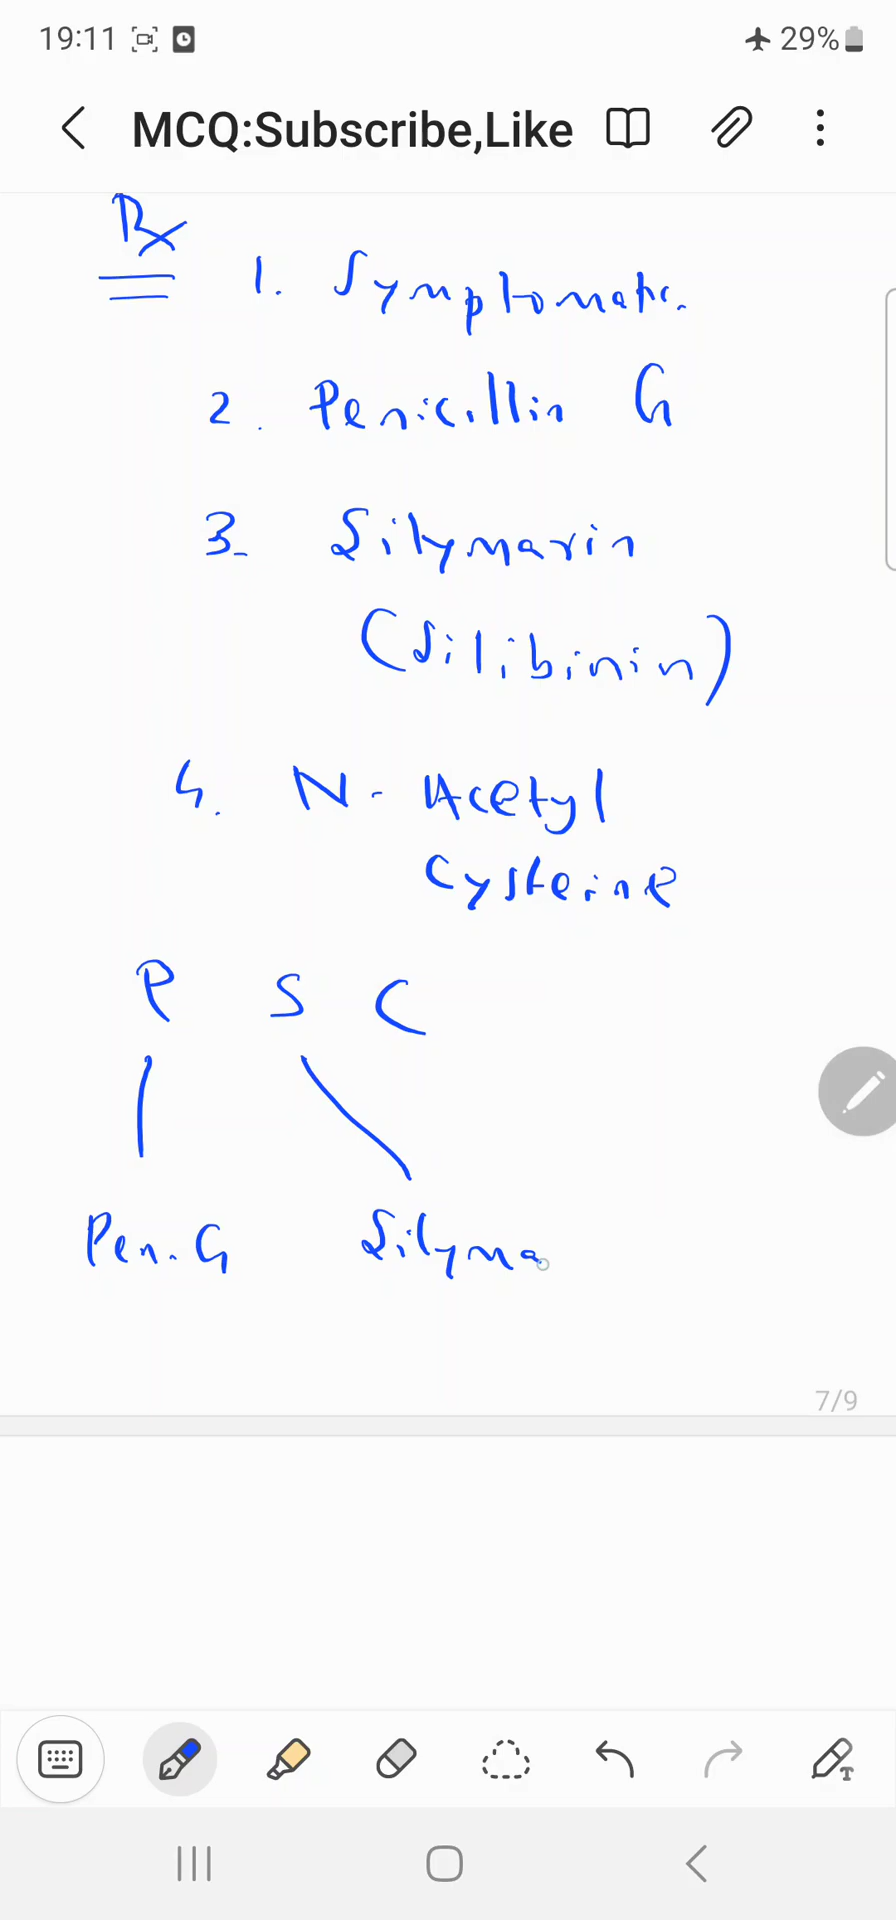 19:11 29%
MCQ:Subscribe,Like
Rx
1. Symptomatic.
2. Penicillin G
3. Silymarin
(Silibinin)
4. N-Acetyl
Cysteine
P S C
Pen. G Silyma
7/9
T